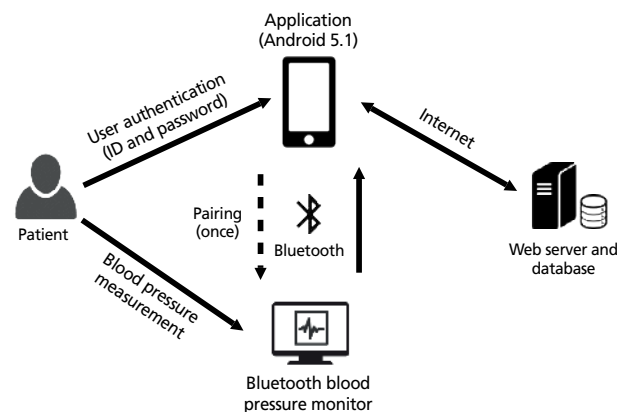 Application
(Android 5.1)
User authentication
(ID and password)
Internet
Patient
Pairing
(once)
Bluetooth
Web server and
database
Blood pressure
measurement
Bluetooth blood
pressure monitor